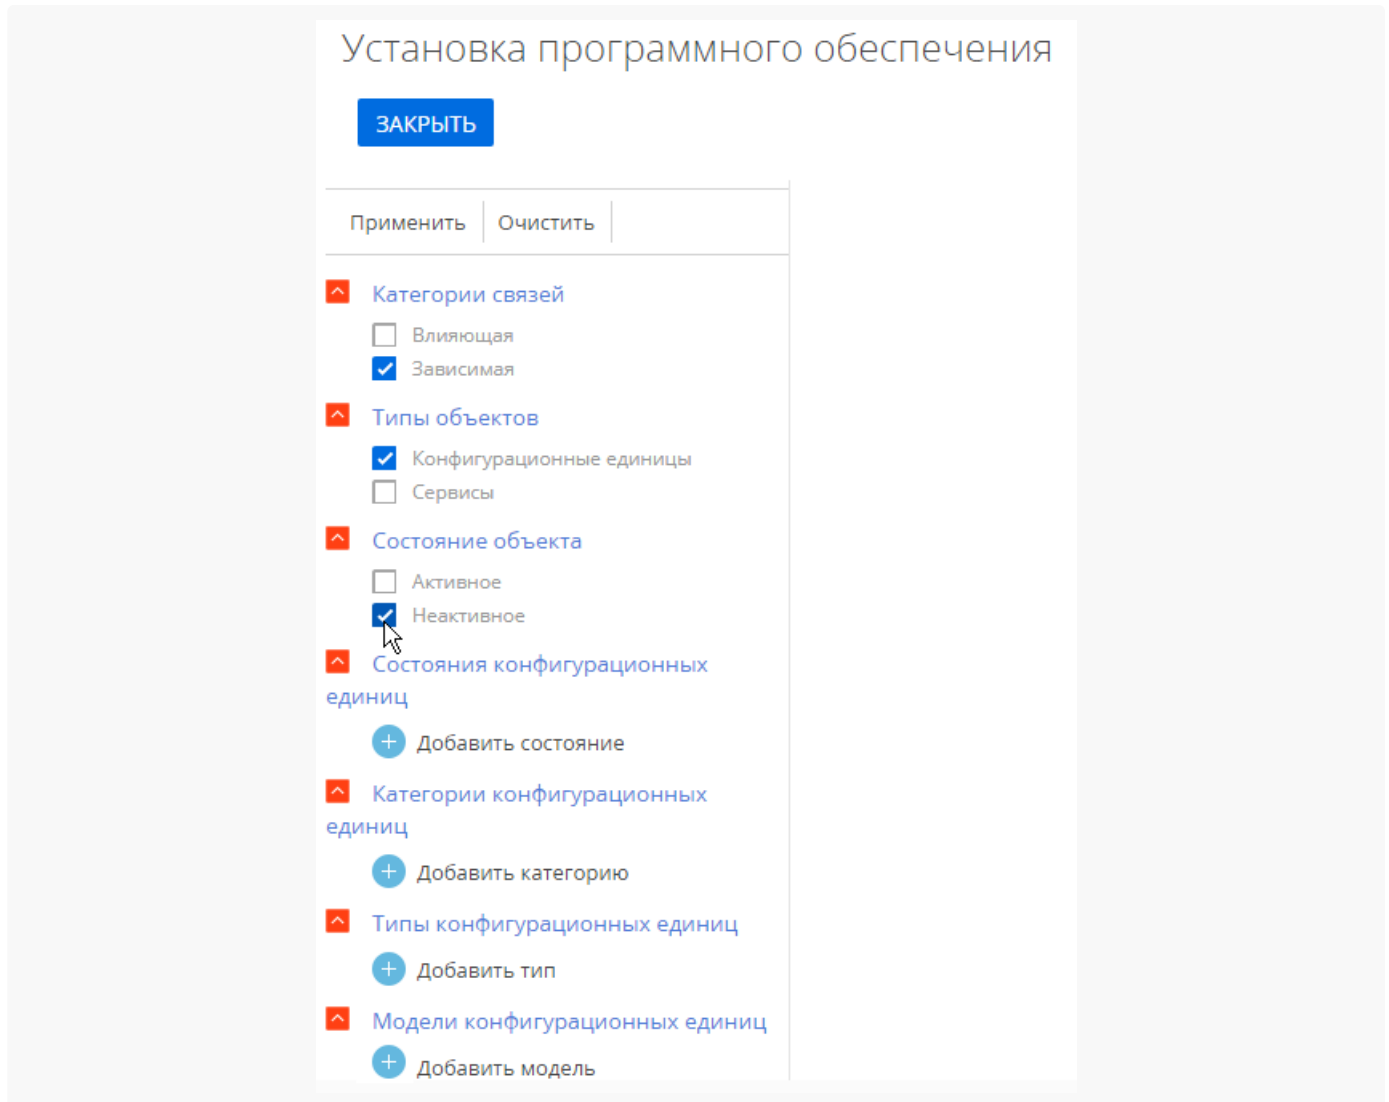 Установка программного обеспечения
ЗАКРЫТЬ
Применить Очистить
Категории связей
Влияющая
Зависимая
Типы объектов
Конфигурационные единицы
Сервисы
Состояние объекта
Активное
Неактивное
Состояния конфигурационных
единиц
Добавить состояние
Категории конфигурационных
единиц
Добавить категорию
Типы конфигурационных единиц
Добавить тип
Модели конфигурационных единиц
Добавить модель